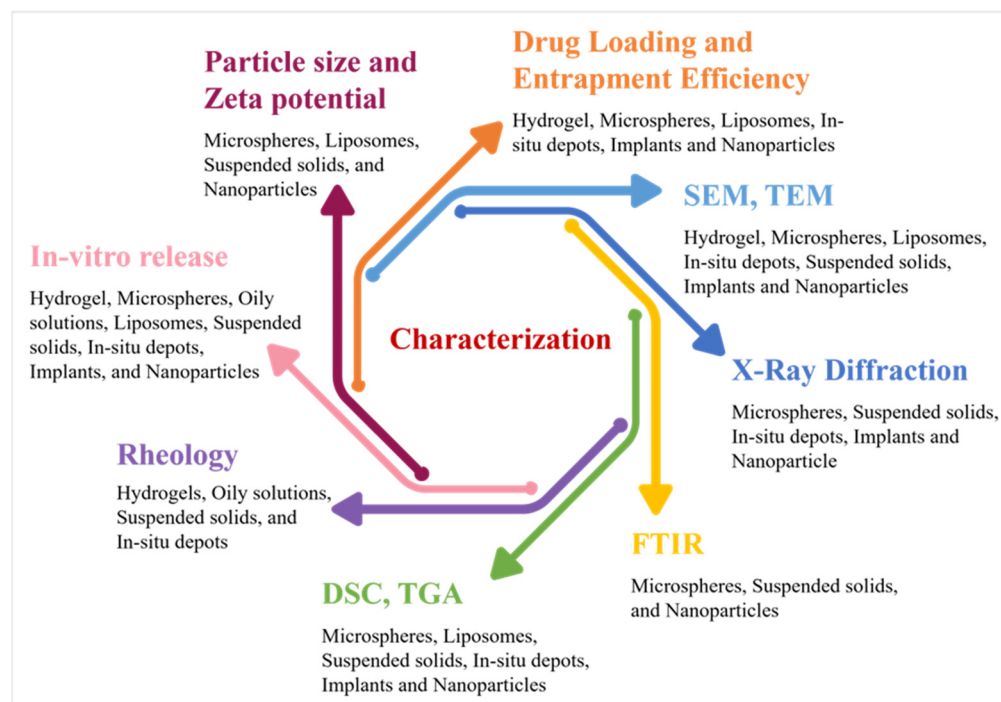 Particle size and
Zeta potential
Microspheres, Liposomes,
Suspended solids, and
Nanoparticles
Drug Loading and
Entrapment Efficiency
Hydrogel, Microspheres, Liposomes, In-
situ depots, Implants and Nanoparticles
SEM, TEM
Hydrogel, Microspheres, Liposomes,
In-situ depots, Suspended solids,
Implants and Nanoparticles
In-vitro release
Hydrogel, Microspheres, Oily
solutions, Liposomes, Suspended
solids, In-situ depots,
Implants, and Nanoparticles
Characterization
X-Ray Diffraction
Microspheres, Suspended solids,
In-situ depots, Implants and
Nanoparticle
Rheology
Hydrogels, Oily solutions,
Suspended solids, and
In-situ depots
FTIR
Microspheres, Suspended solids,
and Nanoparticles
DSC, TGA
Microspheres, Liposomes,
Suspended solids, In-situ depots,
Implants and Nanoparticles